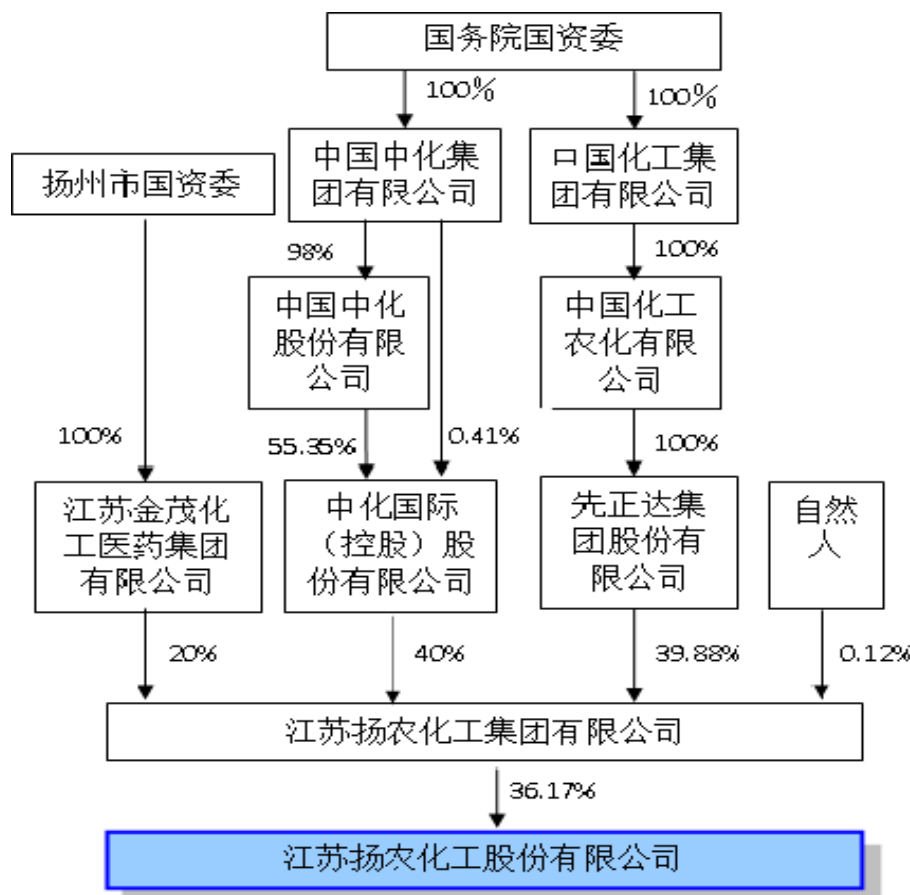 国务院国资委
100%
100%
扬州市国资委
中国中化集
团有限公司
口国化工集
团有限公司
98%
100%
中国中化
股份有限
公司
中国化工
农化有限
公司
100%
55.35%
0.41%
100%
江苏金茂化
工医药集团
有限公司
中化国际
（控股）股
份有限公司
先正达集
团股份有
限公司
自然
人
20%
40%
39.88%
0.12%
江苏扬农化工集团有限公司
36.17%
江苏扬农化工股份有限公司